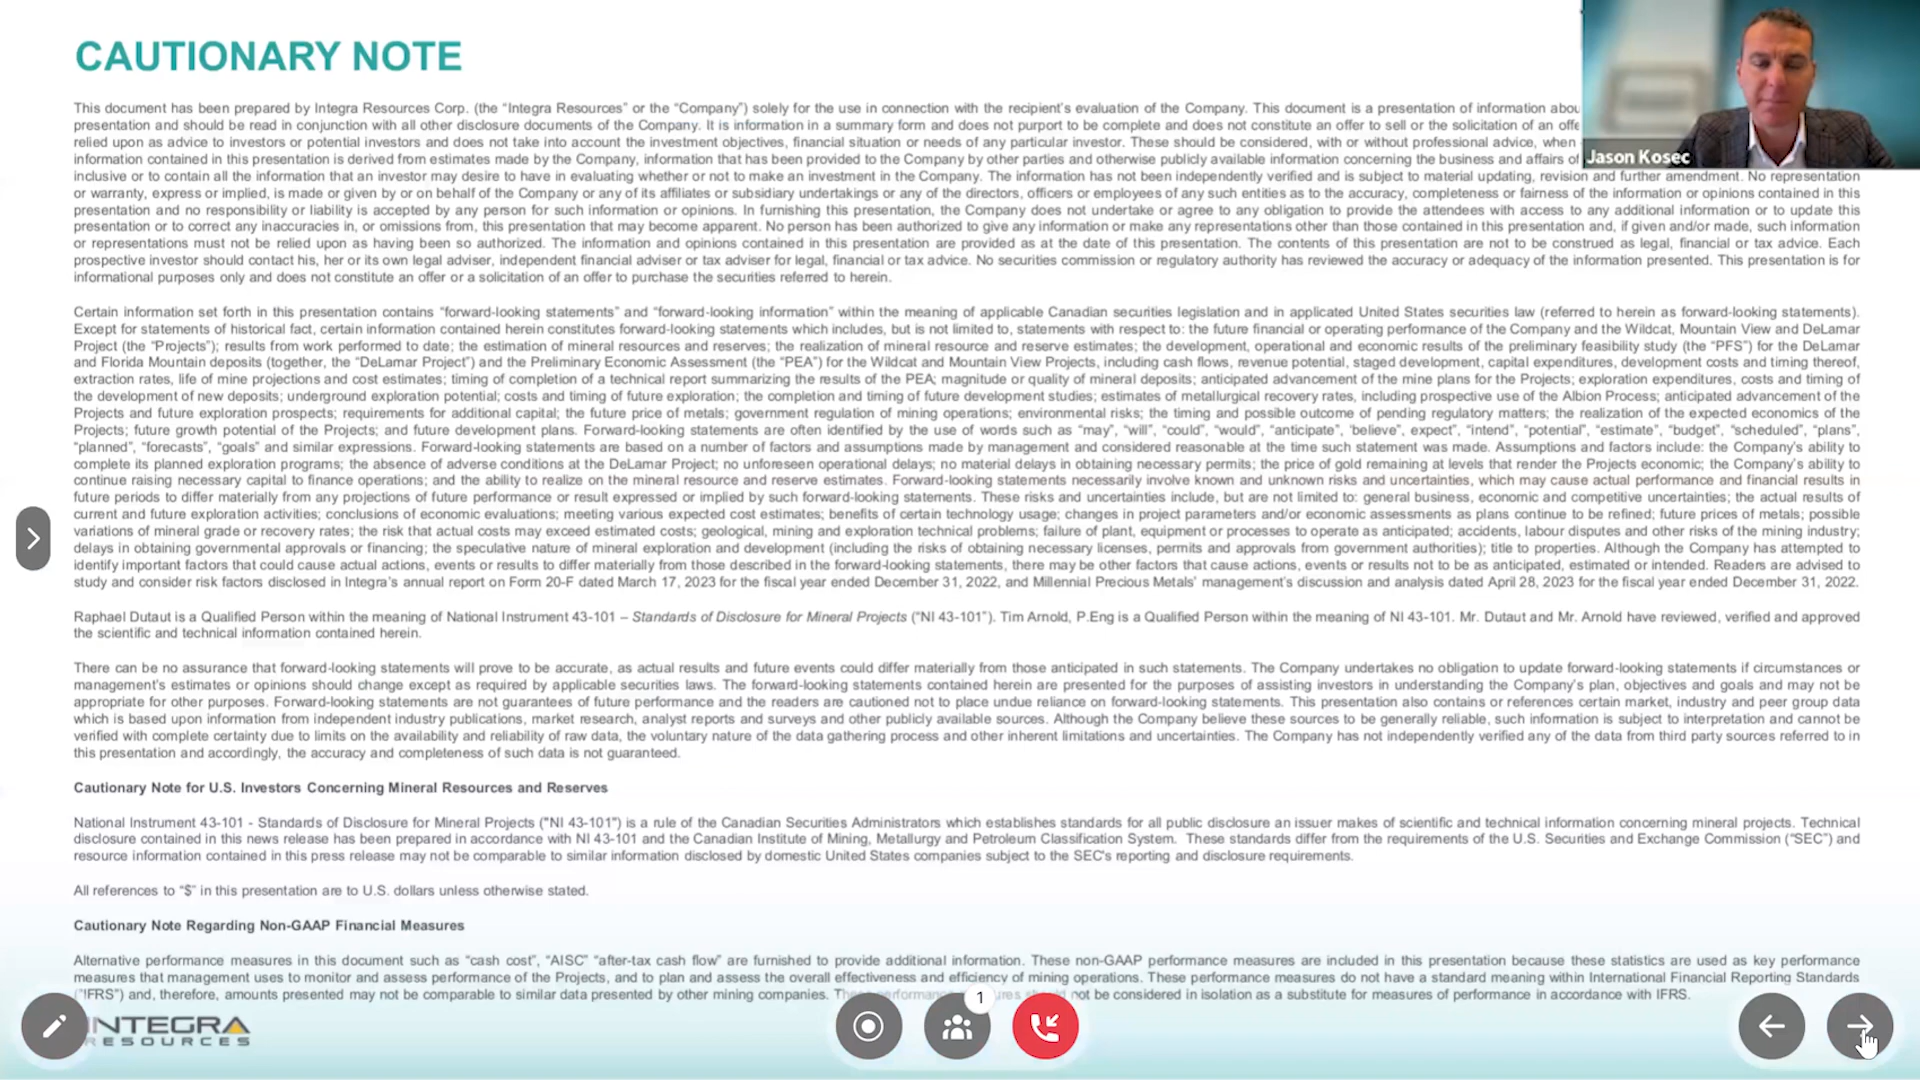 CAUTIONARY NOTE
This document has been prepared by Integra Resources Corp. (the “Integra Resources” or the “Company”) solely for the use in connection with the recipient’s evaluation of the Company. This document is a presentation of information
presentation and should be read in conjunction with all other disclosure documents of the Company. It is information in a summary form and does not purport to be complete and does not constitute an offer to sell or the solicitation of an
relied upon as advice to investors or potential investors and does not take into account the investment objectives, financial situation or needs of any particular investor. These should be considered, with or without professional advice, when
information contained in this presentation is derived from estimates made by the Company, information that has been provided to the Company by other parties and otherwise publicly available information concerning the business and affairs of
Jason Kosec
inclusive or to contain all the information that an investor may desire to have in evaluating whether or not to make an investment in the Company. The information has not been independently verified and is subject to material updating, revision and further amendment. No representation
or warranty, express or implied, is made or given by or on behalf of the Company or any of its affiliates or subsidiary undertakings or any of the directors, officers or employees of any such entities as to the accuracy, completeness or fairness of the information or opinions contained in this
presentation and no responsibility or liability is accepted by any person for such information or opinions. In furnishing this presentation, the Company does not undertake or agree to any obligation to provide the attendees with access to any additional information or to update this
presentation or to correct any inaccuracies in, or omissions from, this presentation that may become apparent. No person has been authorized to give any information or make any representations other than those contained in this presentation and, if given and/or made, such information
or representations must not be relied upon as having been so authorized. The information and opinions contained in this presentation are provided as at the date of this presentation. The contents of this presentation are not to be construed as legal, financial or tax advice. Each
prospective investor should contact his, her or its own legal adviser, independent financial adviser or tax adviser for legal, financial or tax advice. No securities commission or regulatory authority has reviewed the accuracy or adequacy of the information presented. This presentation is for
informational purposes only and does not constitute an offer or a solicitation of an offer to purchase the securities referred to herein.
Certain information set forth in this presentation contains “forward-looking statements” and “forward-looking information” within the meaning of applicable Canadian securities legislation and in applicated United States securities law (referred to herein as forward-looking statements).
Except for statements of historical fact, certain information contained herein constitutes forward-looking statements which includes, but is not limited to, statements with respect to: the future financial or operating performance of the Company and the Wildcat, Mountain View and DeLamar
Project (the “Projects”); results from work performed to date; the estimation of mineral resources and reserves; the realization of mineral resource and reserve estimates; the development, operational and economic results of the preliminary feasibility study (the “PFS”) for the DeLamar
and Florida Mountain deposits (together, the “DeLamar Project”) and the Preliminary Economic Assessment (the “PEA”) for the Wildcat and Mountain View Projects, including cash flows, revenue potential, staged development, capital expenditures, development costs and timing thereof,
extraction rates, life of mine projections and cost estimates; timing of completion of a technical report summarizing the results of the PEA; magnitude or quality of mineral deposits; anticipated advancement of the mine plans for the Projects; exploration expenditures, costs and timing of
the development of new deposits; underground exploration potential; costs and timing of future exploration; the completion and timing of future development studies; estimates of metallurgical recovery rates, including prospective use of the Albion Process; anticipated advancement of the
Projects and future exploration prospects; requirements for additional capital; the future price of metals; government regulation of mining operations; environmental risks; the timing and possible outcome of pending regulatory matters; the realization of the expected economics of the
Projects; future growth potential of the Projects; and future development plans. Forward-looking statements are often identified by the use of words such as “may”, “will”, “could”, “would”, “anticipate”, ‘believe”, expect”, “intend”, “potential”, “estimate”, “budget”, “scheduled”, “plans”,
“planned”, “forecasts”, “goals” and similar expressions. Forward-looking statements are based on a number of factors and assumptions made by management and considered reasonable at the time such statement was made. Assumptions and factors include: the Company’s ability to
complete its planned exploration programs; the absence of adverse conditions at the DeLamar Project; no unforeseen operational delays; no material delays in obtaining necessary permits; the price of gold remaining at levels that render the Projects economic; the Company’s ability to
continue raising necessary capital to finance operations; and the ability to realize on the mineral resource and reserve estimates. Forward-looking statements necessarily involve known and unknown risks and uncertainties, which may cause actual performance and financial results in
future periods to differ materially from any projections of future performance or result expressed or implied by such forward-looking statements. These risks and uncertainties include, but are not limited to: general business, economic and competitive uncertainties; the actual results of
current and future exploration activities; conclusions of economic evaluations; meeting various expected cost estimates; benefits of certain technology usage; changes in project parameters and/or economic assessments as plans continue to be refined; future prices of metals; possible
variations of mineral grade or recovery rates; the risk that actual costs may exceed estimated costs; geological, mining and exploration technical problems; failure of plant, equipment or processes to operate as anticipated; accidents, labour disputes and other risks of the mining industry;
delays in obtaining governmental approvals or financing; the speculative nature of mineral exploration and development (including the risks of obtaining necessary licenses, permits and approvals from government authorities); title to properties. Although the Company has attempted to
identify important factors that could cause actual actions, events or results to differ materially from those described in the forward-looking statements, there may be other factors that cause actions, events or results not to be as anticipated, estimated or intended. Readers are advised to
study and consider risk factors disclosed in Integra’s annual report on Form 20-F dated March 17, 2023 for the fiscal year ended December 31, 2022, and Millennial Precious Metals’ management’s discussion and analysis dated April 28, 2023 for the fiscal year ended December 31, 2022.
Raphael Dutaut is a Qualified Person within the meaning of National Instrument 43-101 – Standards of Disclosure for Mineral Projects (“NI 43-101”). Tim Arnold, P.Eng is a Qualified Person within the meaning of NI 43-101. Mr. Dutaut and Mr. Arnold have reviewed, verified and approved
the scientific and technical information contained herein.
There can be no assurance that forward-looking statements will prove to be accurate, as actual results and future events could differ materially from those anticipated in such statements. The Company undertakes no obligation to update forward-looking statements if circumstances or
management’s estimates or opinions should change except as required by applicable securities laws. The forward-looking statements contained herein are presented for the purposes of assisting investors in understanding the Company’s plan, objectives and goals and may not be
appropriate for other purposes. Forward-looking statements are not guarantees of future performance and the readers are cautioned not to place undue reliance on forward-looking statements. This presentation also contains or references certain market, industry and peer group data
which is based upon information from independent industry publications, market research, analyst reports and surveys and other publicly available sources. Although the Company believe these sources to be generally reliable, such information is subject to interpretation and cannot be
verified with complete certainty due to limits on the availability and reliability of raw data, the voluntary nature of the data gathering process and other inherent limitations and uncertainties. The Company has not independently verified any of the data from third party sources referred to in
this presentation and accordingly, the accuracy and completeness of such data is not guaranteed.
Cautionary Note for U.S. Investors Concerning Mineral Resources and Reserves
National Instrument 43-101 - Standards of Disclosure for Mineral Projects ("NI 43-101") is a rule of the Canadian Securities Administrators which establishes standards for all public disclosure an issuer makes of scientific and technical information concerning mineral projects. Technical
disclosure contained in this news release has been prepared in accordance with NI 43-101 and the Canadian Institute of Mining, Metallurgy and Petroleum Classification System. These standards differ from the requirements of the U.S. Securities and Exchange Commission (“SEC”) and
resource information contained in this press release may not be comparable to similar information disclosed by domestic United States companies subject to the SEC's reporting and disclosure requirements.
All references to “$” in this presentation are to U.S. dollars unless otherwise stated.
Cautionary Note Regarding Non-GAAP Financial Measures
Alternative performance measures in this document such as “cash cost”, “AISC” “after-tax cash flow” are furnished to provide additional information. These non-GAAP performance measures are included in this presentation because these statistics are used as key performance
measures that management uses to monitor and assess performance of the Projects, and to plan and assess the overall effectiveness and efficiency of mining operations. These performance measures do not have a standard meaning within International Financial Reporting Standards
("IFRS") and, therefore, amounts presented may not be comparable to similar data presented by other mining companies. not be considered in isolation as a substitute for measures of performance in accordance with IFRS.
1
INTEGRA
RESOURCES